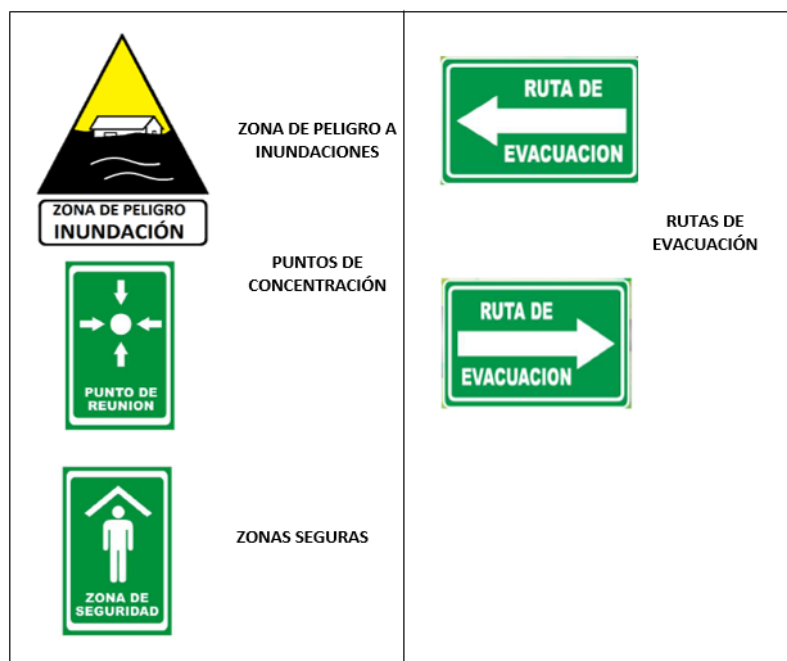 ZONA DE PELIGRO
INUNDACIÓN
ZONA DE PELIGRO A
INUNDACIONES
PUNTO DE
REUNION
PUNTOS DE
CONCENTRACIÓN
ZONA DE
SEGURIDAD
ZONAS SEGURAS
RUTA DE
EVACUACION
RUTAS DE
EVACUACIÓN
RUTA DE
EVACUACION